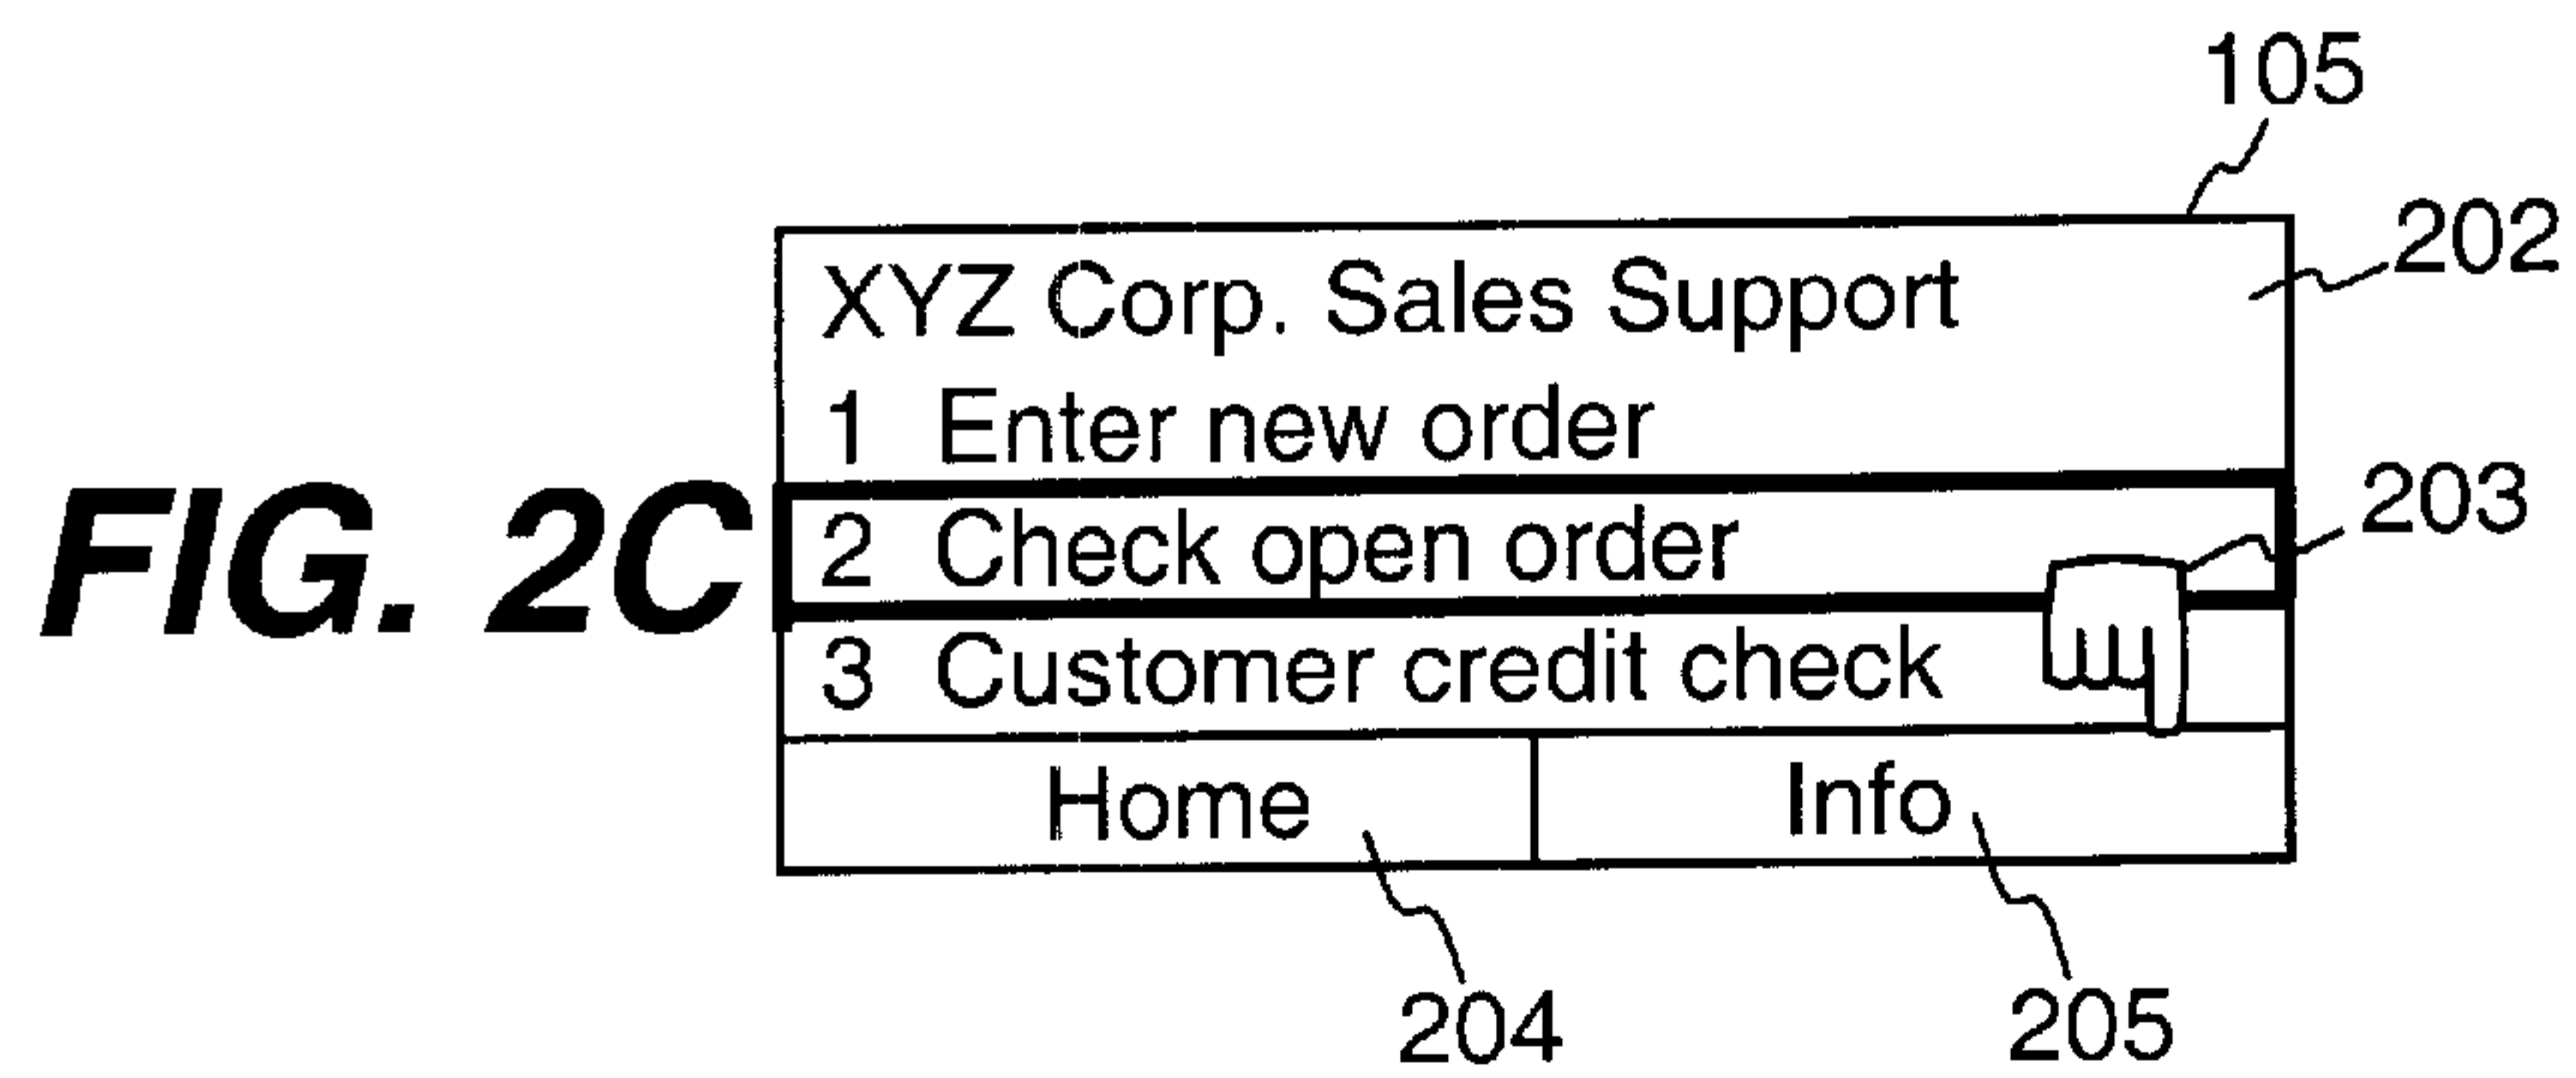 105
202
XYZ Corp. Sales Support
1 Enter new order
203
FIG. 2C
2 Check open order
3 Customer credit check
Home Info
204 205